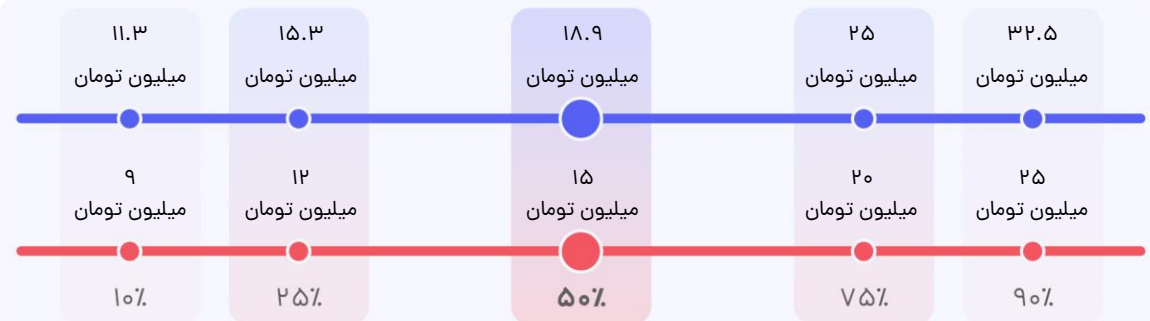 ۱۱.۳
میلیون تومان
۱۵.۳
میلیون تومان
۱۸.۹
میلیون تومان
۲۵
میلیون تومان
۳۲.۵
میلیون تومان
۹
میلیون تومان
۱۲
میلیون تومان
۱۵
میلیون تومان
۲۰
میلیون تومان
۲۵
میلیون تومان
۱۰٪
۲۵٪
۵۰٪
۷۵٪
۹۰٪